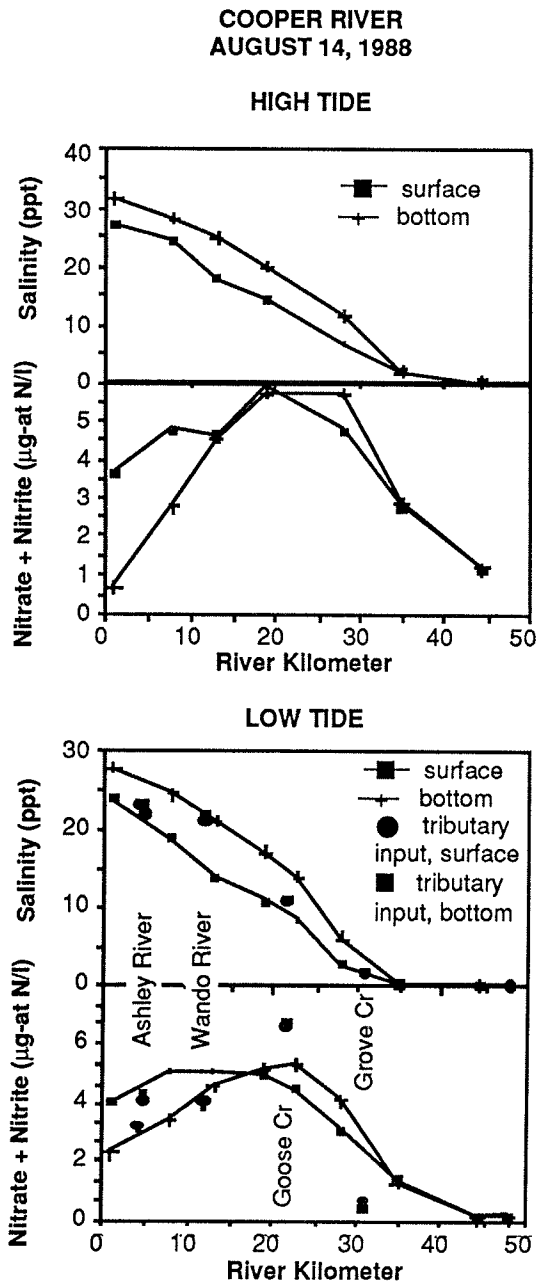 COOPER RIVER
AUGUST 14, 1988
HIGH TIDE
40
30
20
10
0
Salinity (ppt)
surface
bottom
5
4
3
2
1
0
Nitrate + Nitrite (µg-at N/l)
0 10 20 30 40 50
River Kilometer
LOW TIDE
30
20
10
0
Salinity (ppt)
surface
bottom
tributary
input, surface
tributary
input, bottom
Ashley River
Wando River
Goose Cr
Grove Cr
6
4
2
0
Nitrate + Nitrite (µg-at N/l)
0 10 20 30 40 50
River Kilometer